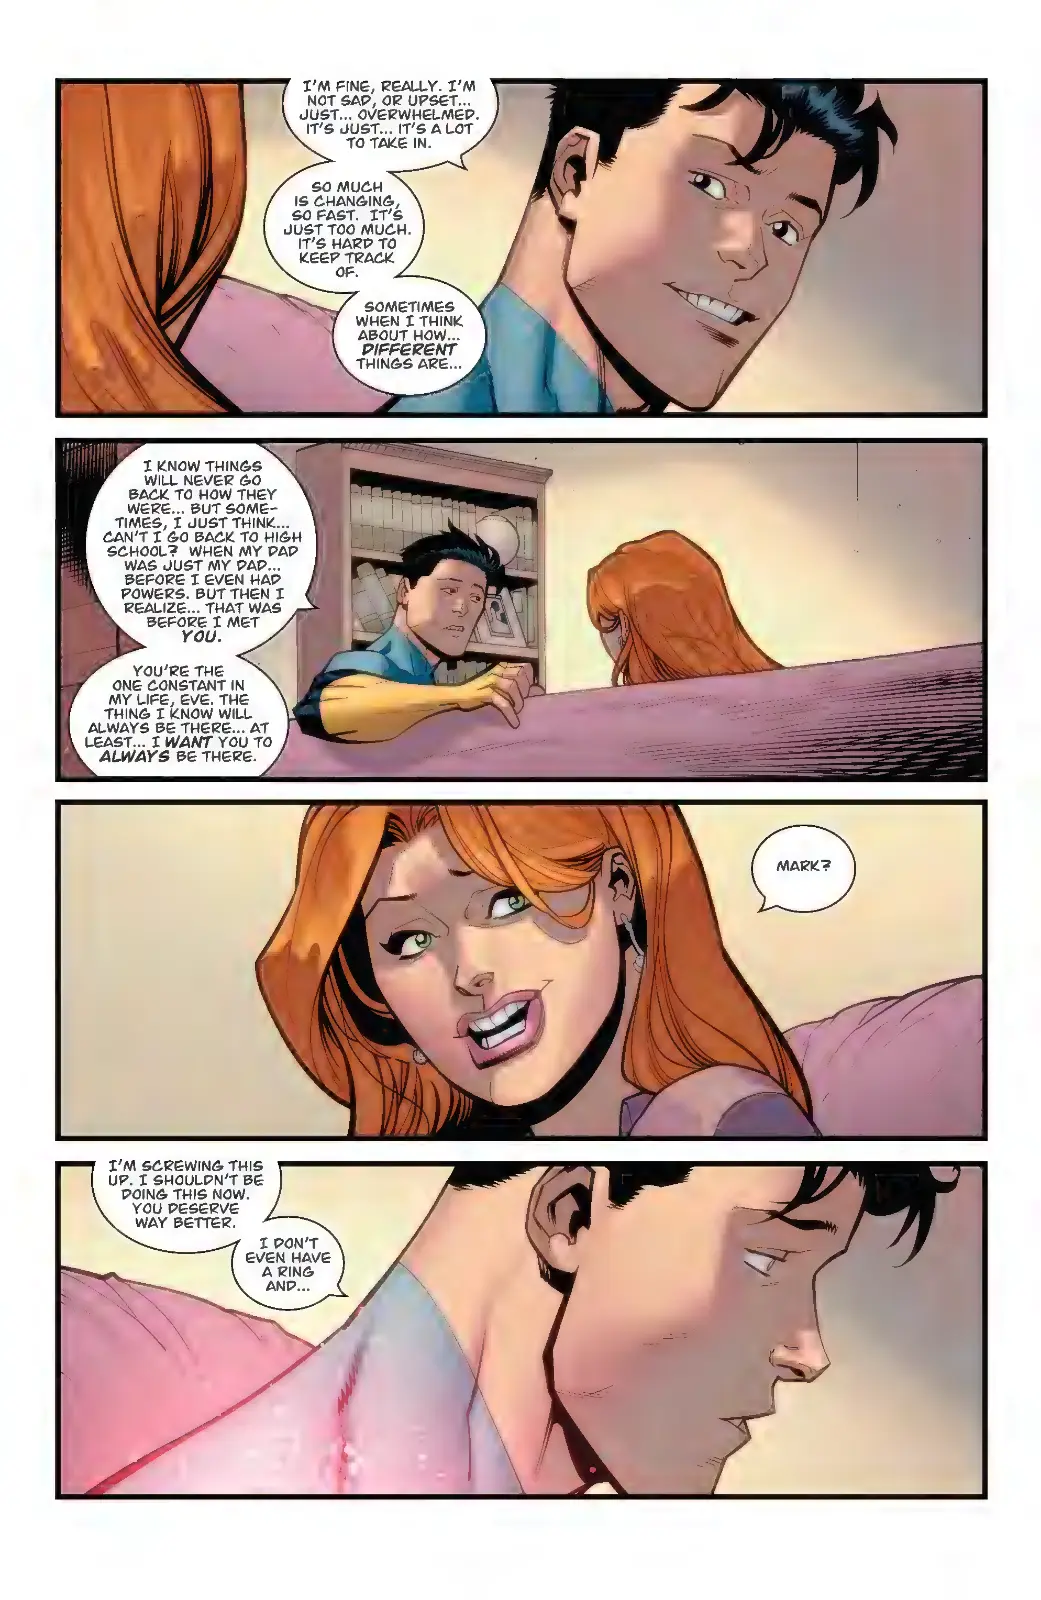 I'M FINE, REALLY. I'M
NOT SAD, OR UPSET...
JUST... OVERWHELMED.
IT'S JUST... IT'S A LOT
TO TAKE IN.
SO MUCH
IS CHANGING,
SO FAST. IT'S
JUST TOO MUCH.
IT'S HARD TO
KEEP TRACK
OF.
SOMETIMES
WHEN I THINK
ABOUT HOW...
DIFFERENT
THINGS ARE...
I KNOW THINGS
WILL NEVER GO
BACK TO HOW THEY
WERE... BUT SOME-
TIMES, I JUST THINK...
CAN'T I GO BACK TO HIGH
SCHOOL? WHEN MY DAD
WAS JUST MY DAD...
BEFORE I EVEN HAD
POWERS. BUT THEN I
REALIZE... THAT WAS
BEFORE I MET
YOU.
YOU'RE THE
ONE CONSTANT IN
MY LIFE, EVE. THE
THING I KNOW WILL
ALWAYS BE THERE... AT
LEAST... I WANT YOU TO
ALWAYS BE THERE.
MARK?
I'M SCREWING THIS
UP. I SHOULDN'T BE
DOING THIS NOW.
YOU DESERVE
WAY BETTER.
I DON'T
EVEN HAVE
A RING
AND...